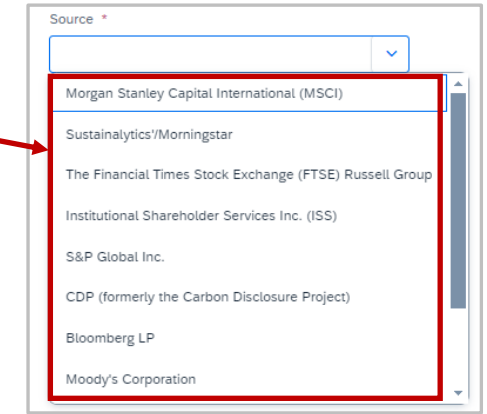 Source *
Morgan Stanley Capital International (MSCI)
Sustainalytics'/Morningstar
The Financial Times Stock Exchange (FTSE) Russell Group
Institutional Shareholder Services Inc. (ISS)
S&P Global Inc.
CDP (formerly the Carbon Disclosure Project)
Bloomberg LP
Moody's Corporation